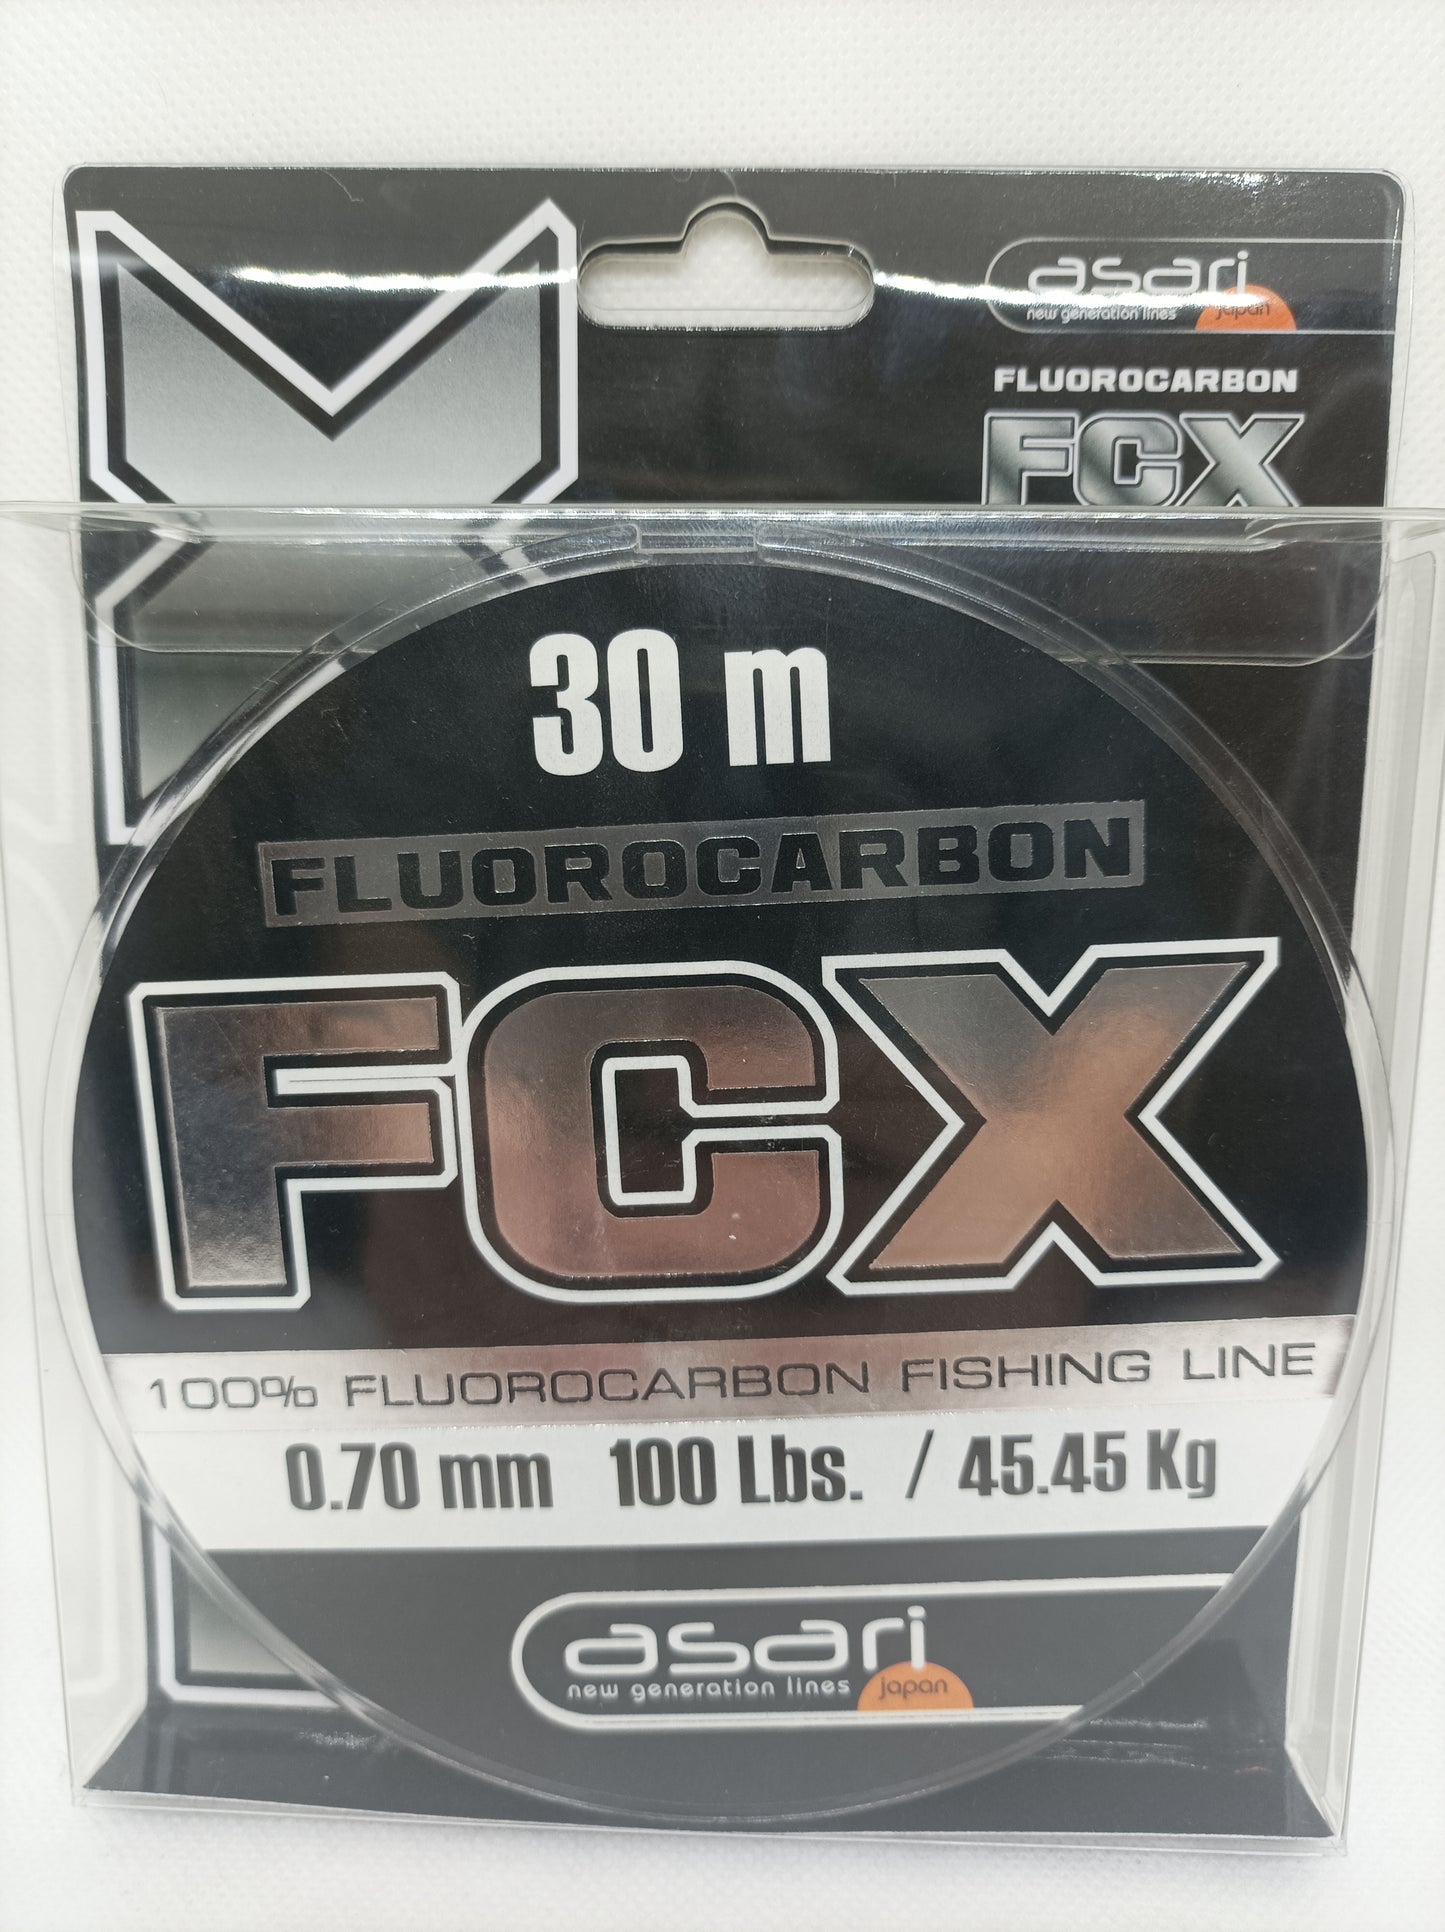 asari
new generation lines japan
FLUOROCARBON
FCX
30 m
FLUOROCARBON
FCX
100% FLUOROCARBON FISHING LINE
0.70 mm 100 Lbs. / 45.45 Kg
asari
new generation lines japan